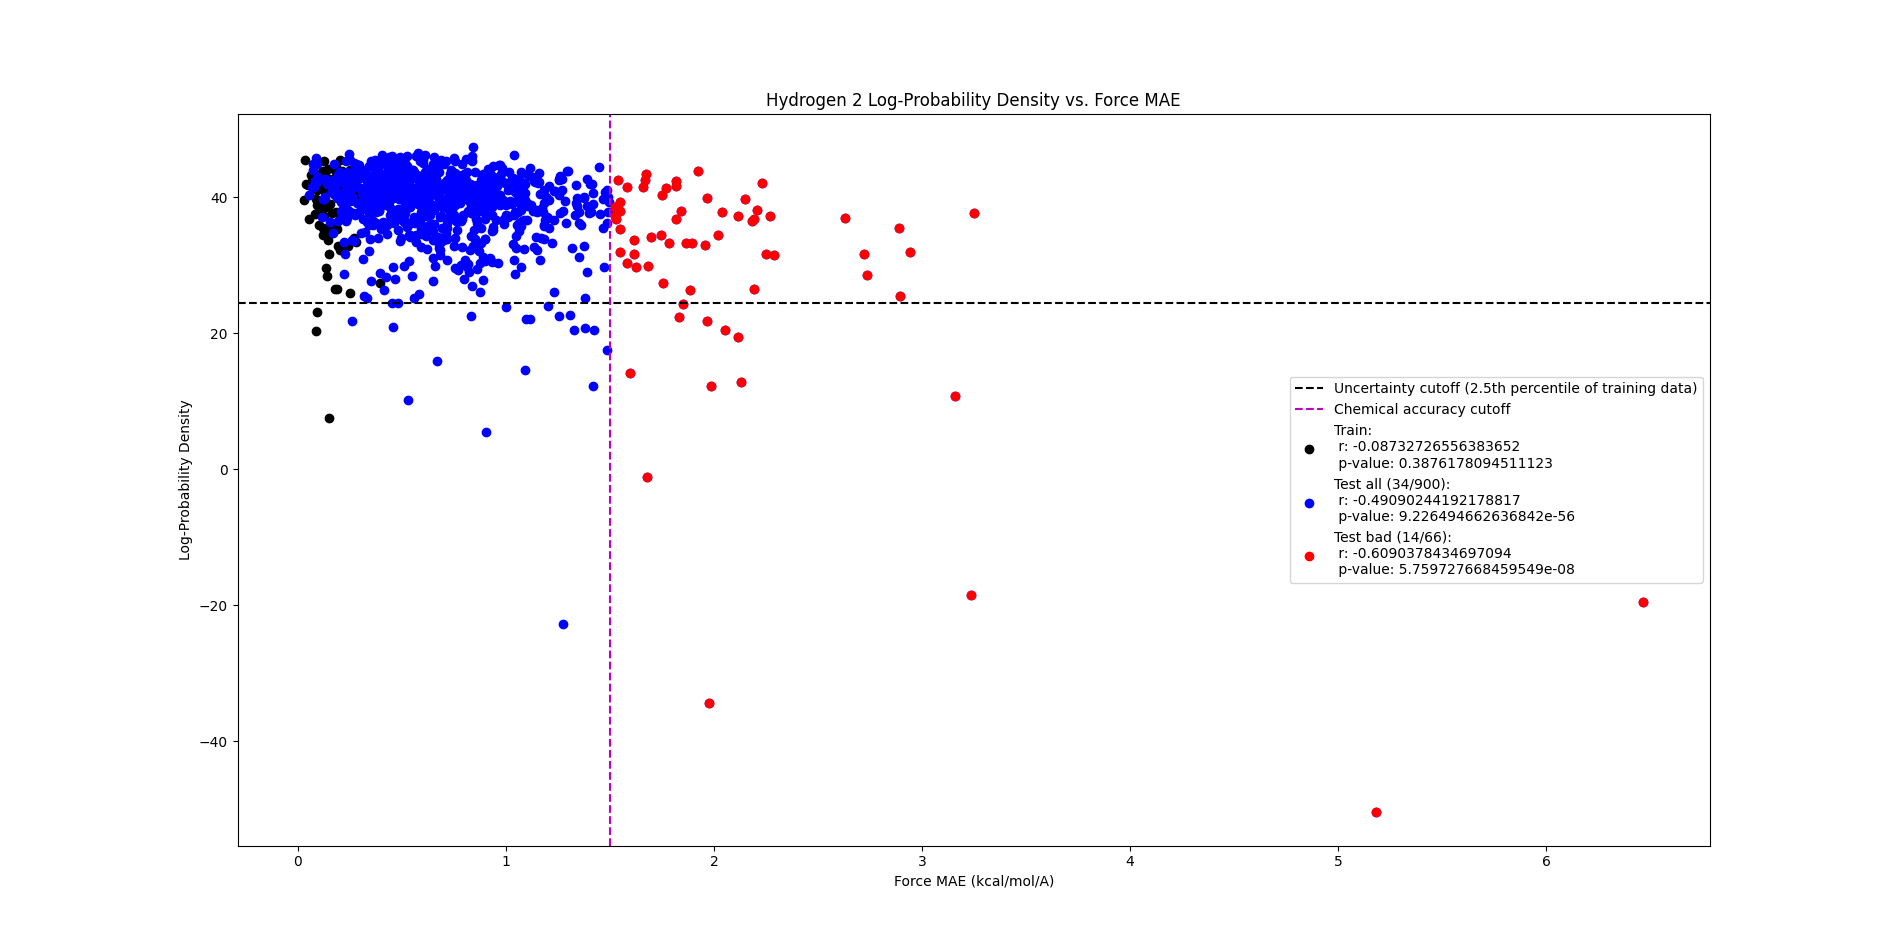 Hydrogen 2 Log-Probability Density vs. Force MAE
Log-Probability Density
40
20
0
−20
−40
Uncertainty cutoff (2.5th percentile of training data)
Chemical accuracy cutoff
Train:
r: -0.08732726556383652
p-value: 0.3876178094511123
Test all (34/900):
r: -0.49090244192178817
p-value: 9.226494662636842e-56
Test bad (14/66):
r: -0.6090378434697094
p-value: 5.759727668459549e-08
0 1 2 3 4 5 6
Force MAE (kcal/mol/A)